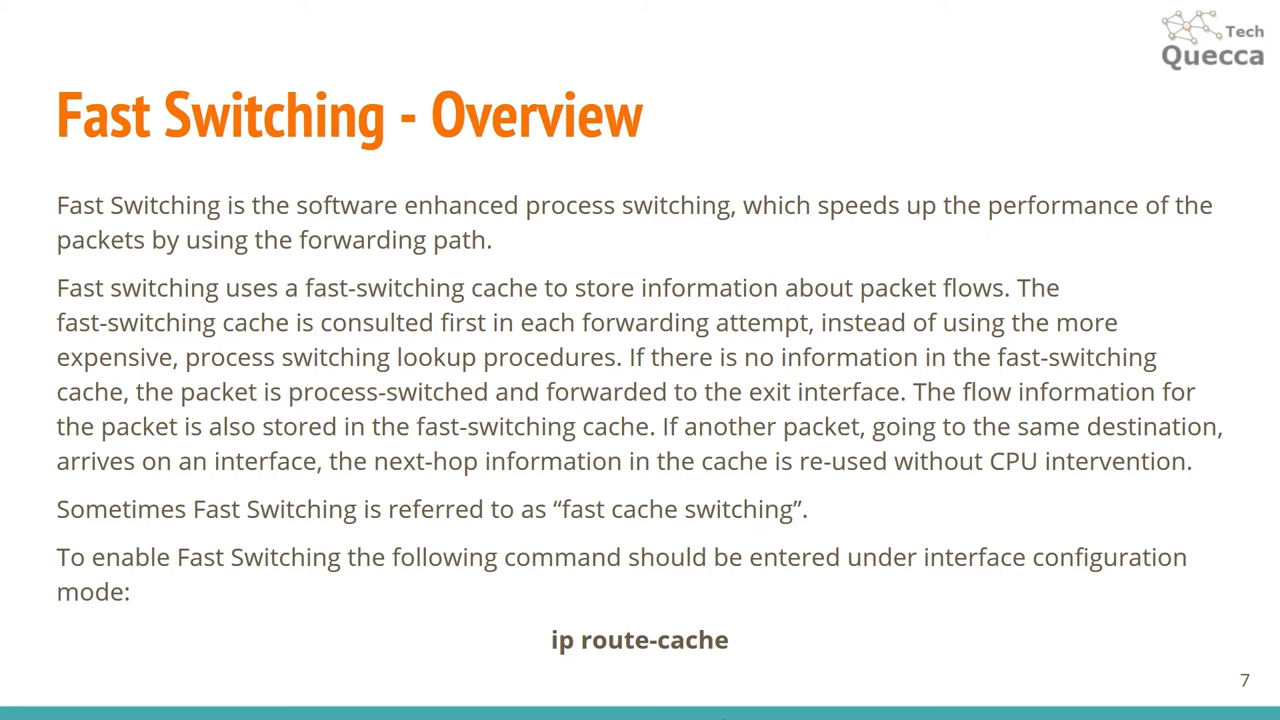 Tech
Quecca
Fast Switching - Overview
Fast Switching is the software enhanced process switching, which speeds up the performance of the
packets by using the forwarding path.
Fast switching uses a fast-switching cache to store information about packet flows. The
fast-switching cache is consulted first in each forwarding attempt, instead of using the more
expensive, process switching lookup procedures. If there is no information in the fast-switching
cache, the packet is process-switched and forwarded to the exit interface. The flow information for
the packet is also stored in the fast-switching cache. If another packet, going to the same destination,
arrives on an interface, the next-hop information in the cache is re-used without CPU intervention.
Sometimes Fast Switching is referred to as “fast cache switching”.
To enable Fast Switching the following command should be entered under interface configuration
mode:
ip route-cache
7